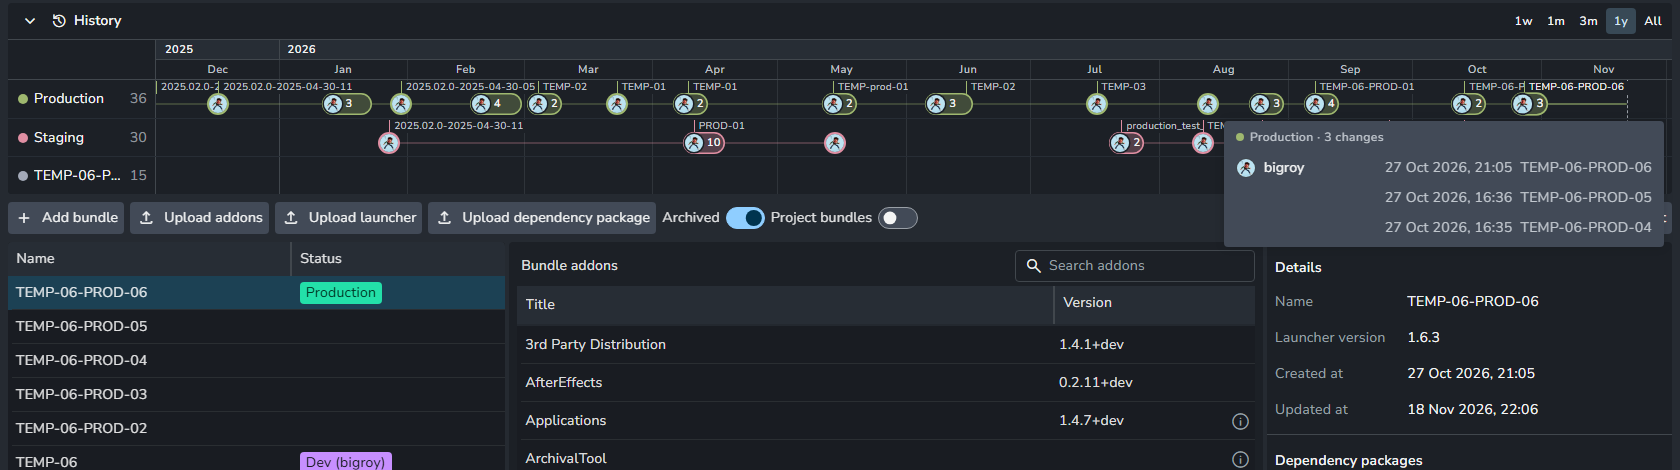 History
1w 1m 3m 1y All
2025 2026
Dec Jan Feb Mar Apr May Jun Jul Aug Sep Oct Nov
2025.02.0-2 2025.02.0-2025-04-30-11 2025.02.0-2025-04-30-05 TEMP-02 TEMP-01 TEMP-01 TEMP-prod-01 TEMP-02 TEMP-03 TEMP-06-PROD-01 TEMP-06-P TEMP-06-PROD-06
Production 36 3 4 2 2 2 3 3 4 2 3
2025.02.0-2025-04-30-11 PROD-01 production_test_ TEM
Staging 30 10 2
TEMP-06-P... 15
Production · 3 changes
bigroy 27 Oct 2026, 21:05 TEMP-06-PROD-06
27 Oct 2026, 16:36 TEMP-06-PROD-05
27 Oct 2026, 16:35 TEMP-06-PROD-04
Add bundle Upload addons Upload launcher Upload dependency package Archived Project bundles
Name Status
TEMP-06-PROD-06 Production
TEMP-06-PROD-05
TEMP-06-PROD-04
TEMP-06-PROD-03
TEMP-06-PROD-02
TEMP-06 Dev (bigroy)
Bundle addons
Search addons
Title Version
3rd Party Distribution 1.4.1+dev
AfterEffects 0.2.11+dev
Applications 1.4.7+dev
ArchivalTool
Details
Name TEMP-06-PROD-06
Launcher version 1.6.3
Created at 27 Oct 2026, 21:05
Updated at 18 Nov 2026, 22:06
Dependency packages